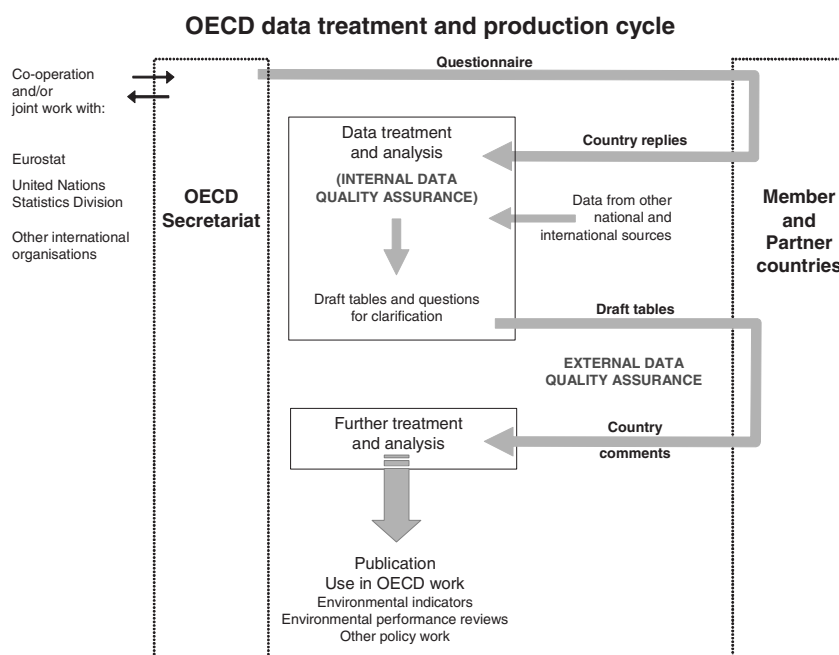 OECD data treatment and production cycle
Co-operation
and/or
joint work with:
Eurostat
United Nations
Statistics Division
Other international
organisations
OECD
Secretariat
Questionnaire
Data treatment
and analysis
(INTERNAL DATA
QUALITY ASSURANCE)
Draft tables and questions
for clarification
Country replies
Data from other
national and
international sources
Member
and
Partner
countries
Draft tables
EXTERNAL DATA
QUALITY ASSURANCE
Further treatment
and analysis
Country
comments
Publication
Use in OECD work
Environmental indicators
Environmental performance reviews
Other policy work